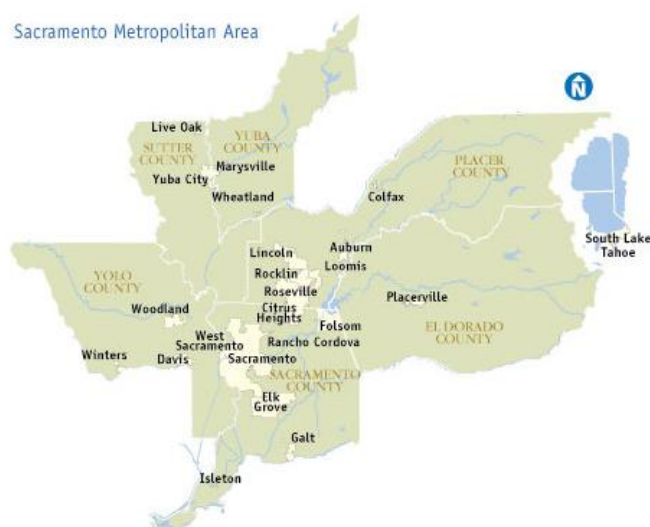 Sacramento Metropolitan Area
N
Live Oak
YUBA
COUNTY
SUTTER
COUNTY
Marysville
Yuba City
Wheatland
PLACER
COUNTY
Colfax
South Lake
Tahoe
Auburn
Lincoln
Loomis
Rocklin
Roseville
YOLO
COUNTY
Woodland
Citrus
Heights
Placerville
Folsom
EL DORADO
COUNTY
West
Sacramento
Rancho Cordova
Winters
Davis
Sacramento
SACRAMENTO
COUNTY
Elk
Grove
Galt
Isleton